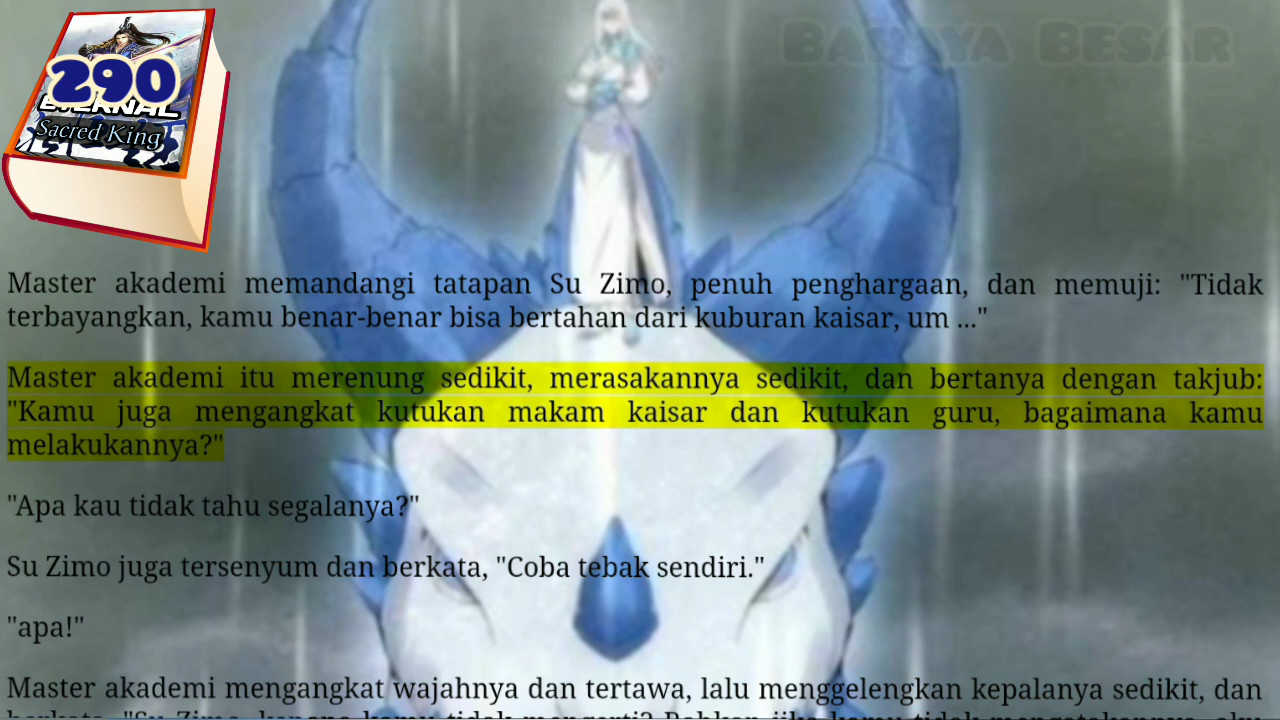 Bahaya Besar
290
ETERNAL
Sacred King
Master akademi memandangi tatapan Su Zimo, penuh penghargaan, dan memuji: "Tidak
terbayangkan, kamu benar-benar bisa bertahan dari kuburan kaisar, um ..."
Master akademi itu merenung sedikit, merasakannya sedikit, dan bertanya dengan takjub:
"Kamu juga mengangkat kutukan makam kaisar dan kutukan guru, bagaimana kamu
melakukannya?"
"Apa kau tidak tahu segalanya?"
Su Zimo juga tersenyum dan berkata, "Coba tebak sendiri."
"apa!"
Master akademi mengangkat wajahnya dan tertawa, lalu menggelengkan kepalanya sedikit, dan